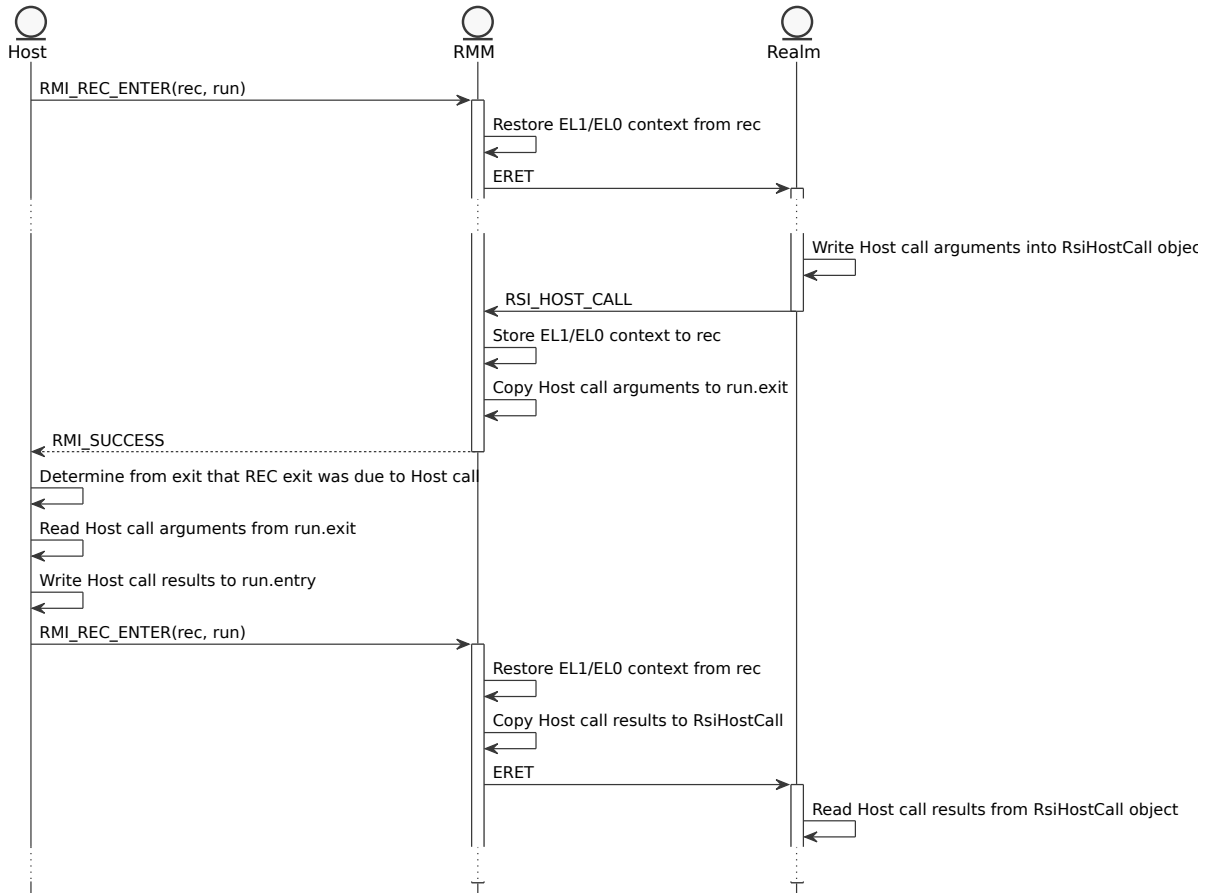 Host
RMM
Realm
RMI_REC_ENTER(rec, run)
Restore EL1/EL0 context from rec
ERET
Write Host call arguments into RsiHostCall objec
RSI_HOST_CALL
Store EL1/EL0 context to rec
Copy Host call arguments to run.exit
RMI_SUCCESS
Determine from exit that REC exit was due to Host call
Read Host call arguments from run.exit
Write Host call results to run.entry
RMI_REC_ENTER(rec, run)
Restore EL1/EL0 context from rec
Copy Host call results to RsiHostCall
ERET
Read Host call results from RsiHostCall object